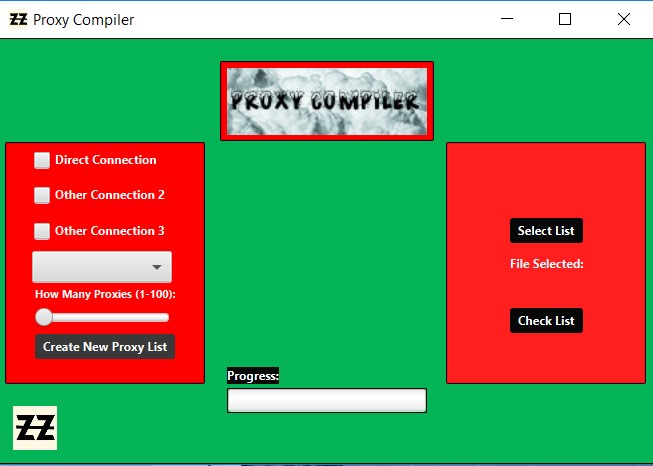 ZZ Proxy Compiler
PROXY COMPILER
Direct Connection
Other Connection 2
Other Connection 3
How Many Proxies (1-100):
Create New Proxy List
Select List
File Selected:
Check List
Progress:
ZZ